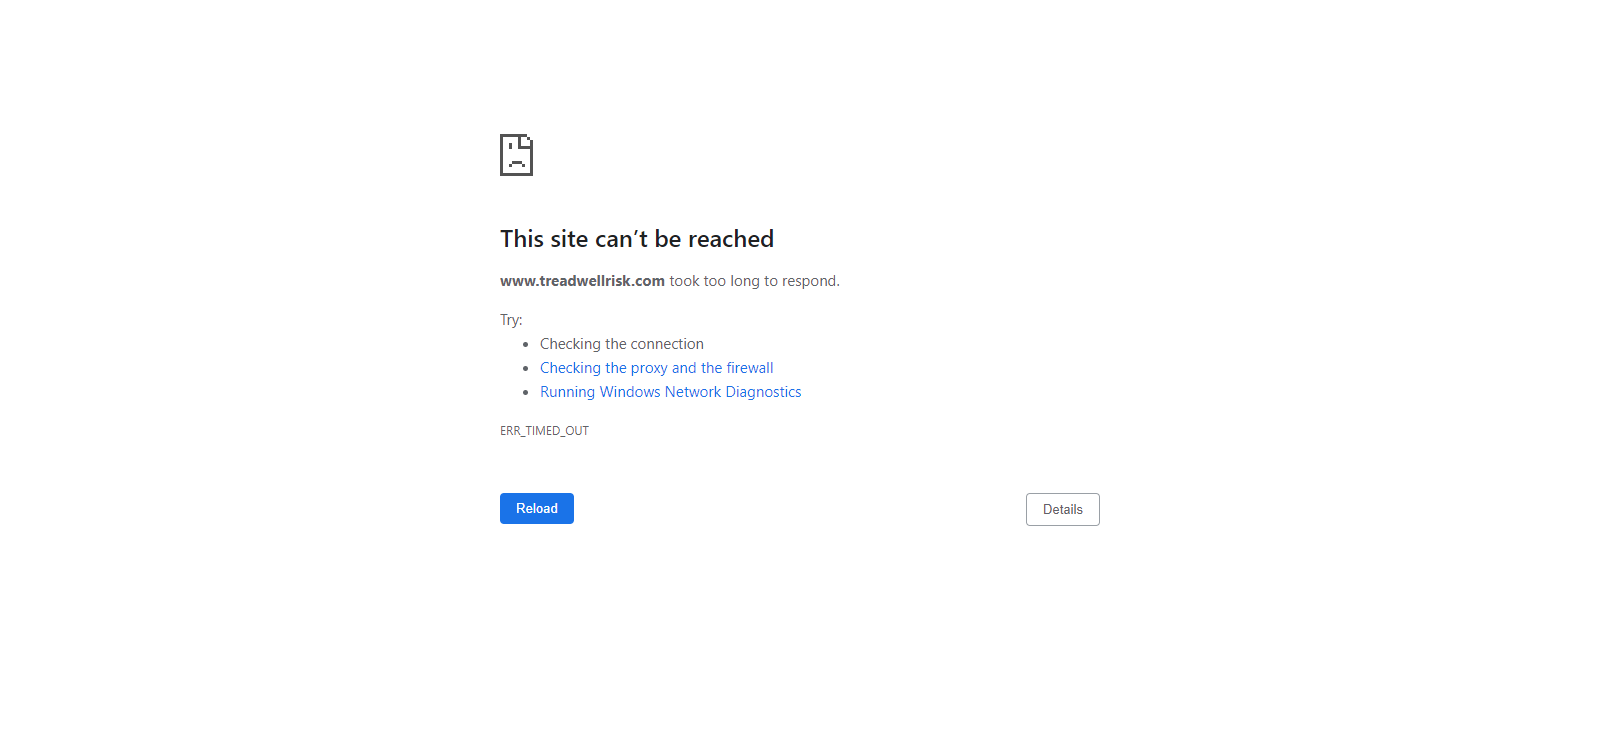 This site can’t be reached
www.treadwellrisk.com took too long to respond.
Try:
Checking the connection
Checking the proxy and the firewall
Running Windows Network Diagnostics
ERR_TIMED_OUT
Reload
Details